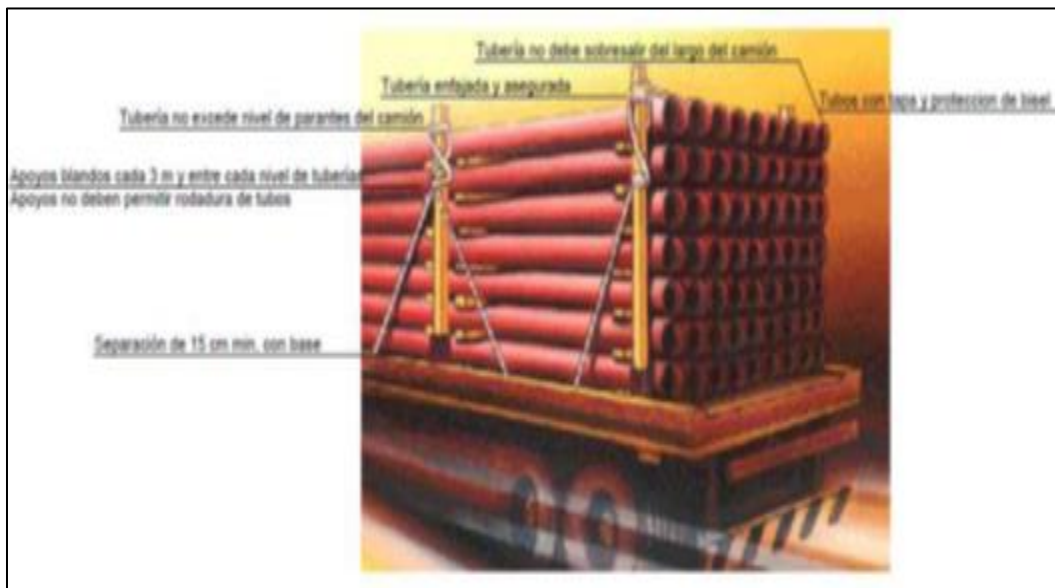 Tubería no debe sobresalir del largo del camión
Tubería enfajada y asegurada
Tubos con tapa y proteccion de bisel
Tubería no excede nivel de parantes del camión
Apoyos blandos cada 3 m y entre cada nivel de tuberías
Apoyos no deben permitir rodadura de tubos
Separación de 15 cm min. con base